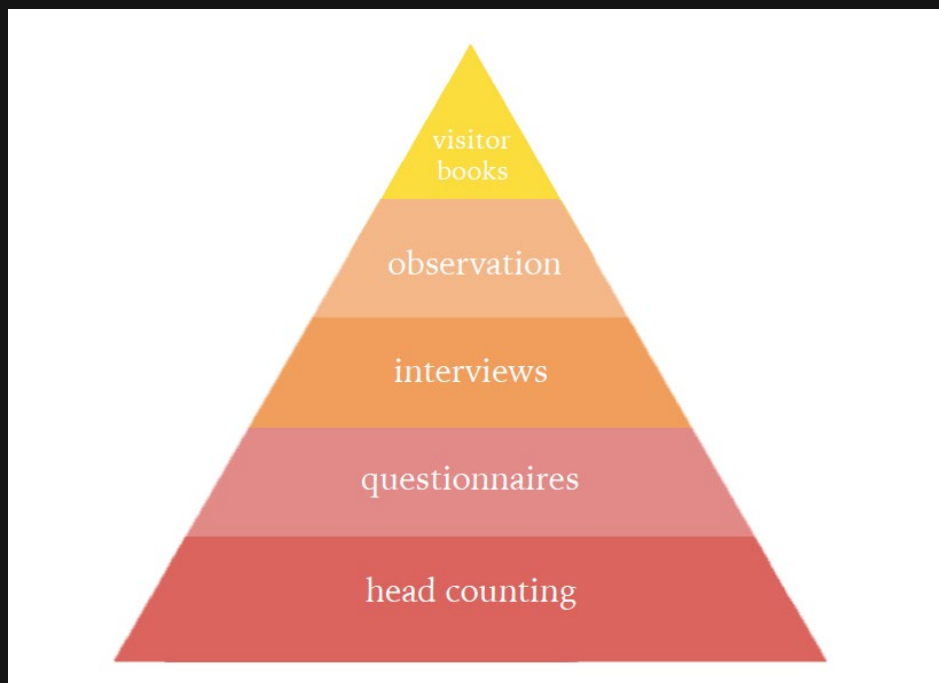 visitor
books
observation
interviews
questionnaires
head counting